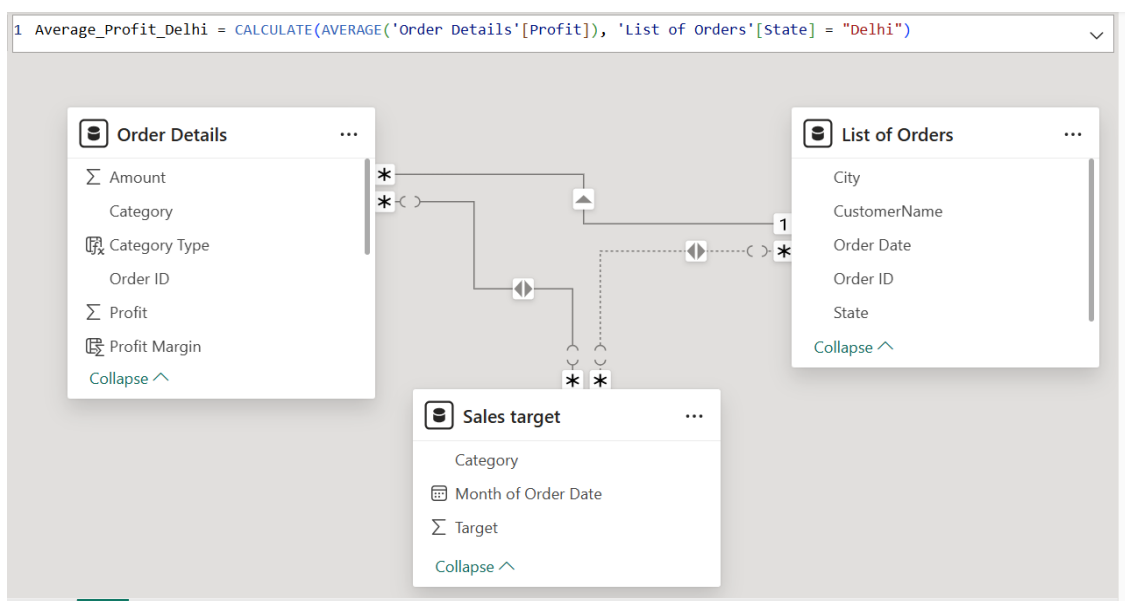 1 Average_Profit_Delhi = CALCULATE(AVERAGE('Order Details'[Profit]), 'List of Orders'[State] = "Delhi")
Order Details ...
Σ Amount
Category
Category Type
Order ID
Σ Profit
Profit Margin
Collapse
List of Orders ...
City
CustomerName
Order Date
Order ID
State
Collapse
*
*
1
*
* *
Sales target ...
Category
Month of Order Date
Σ Target
Collapse